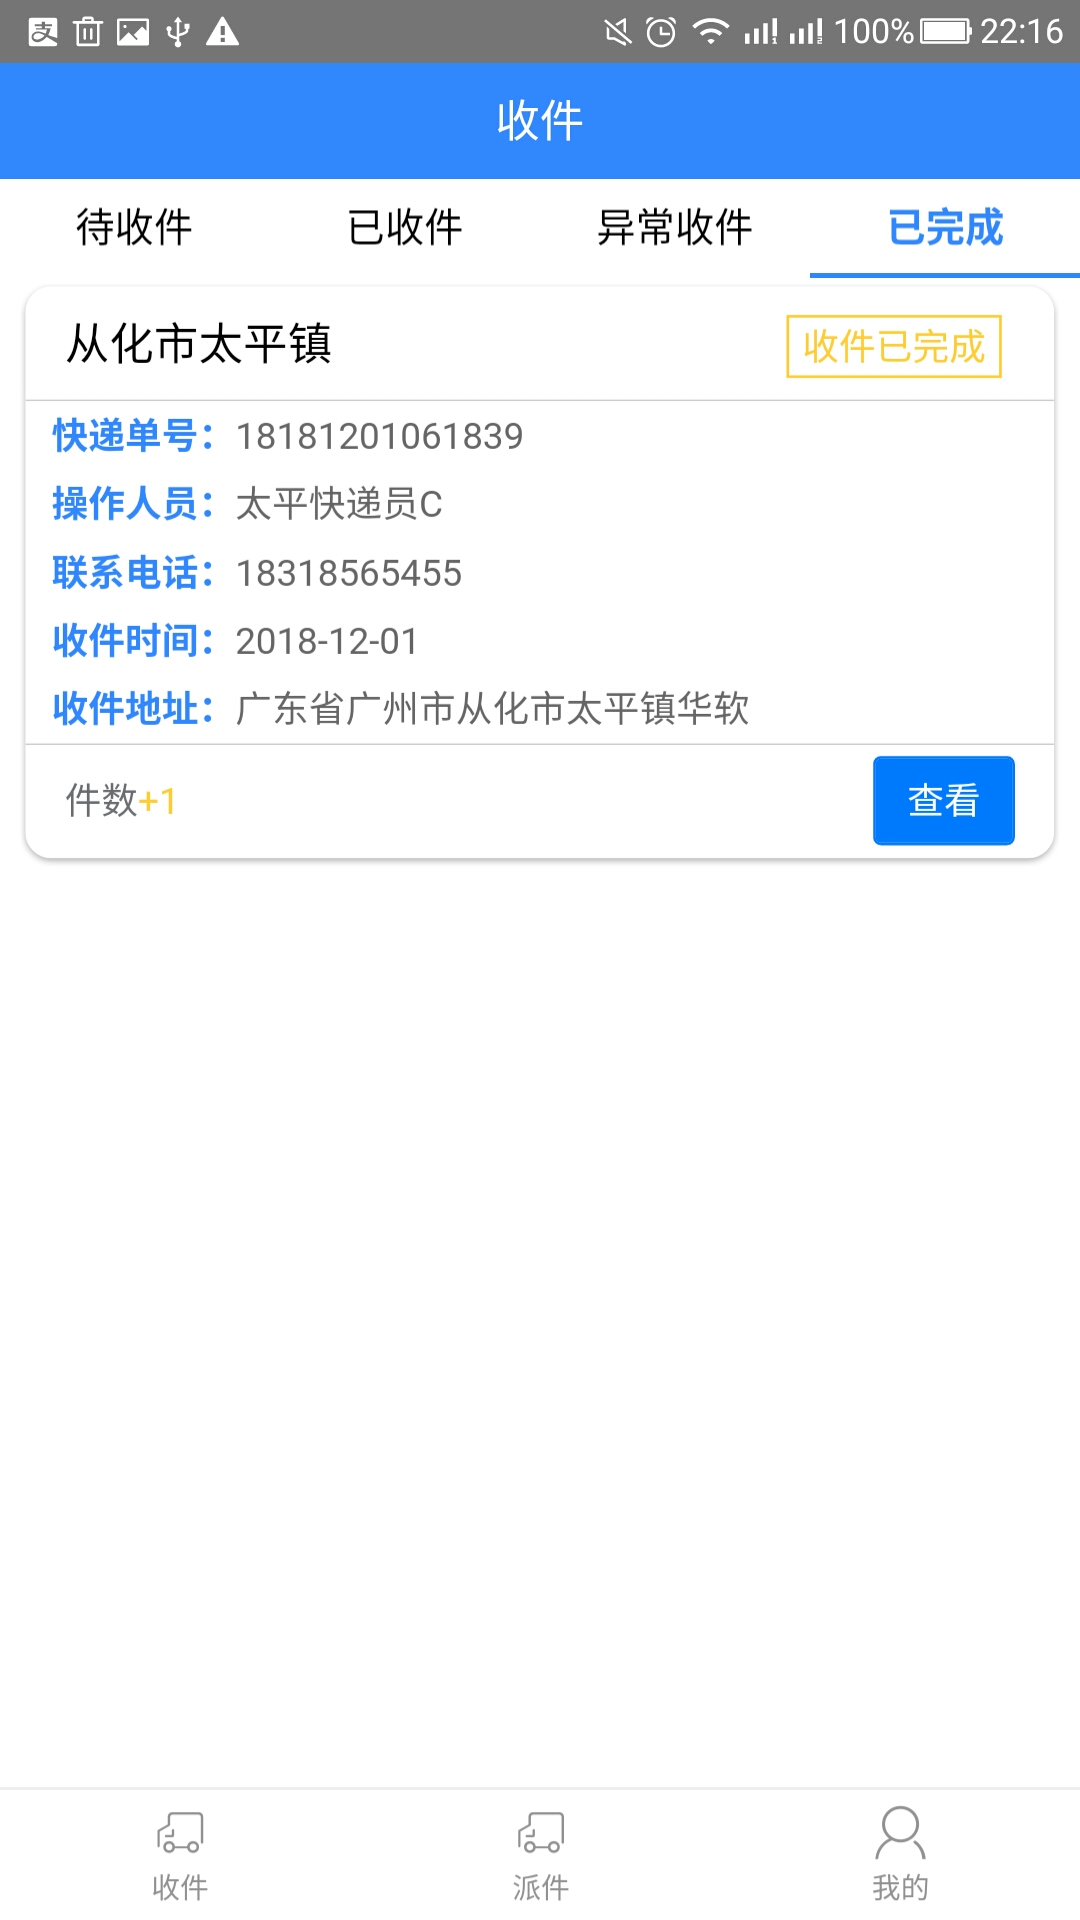 100% 22:16
收件
待收件 已收件 异常收件 已完成
从化市太平镇 收件已完成
快递单号：18181201061839
操作人员：太平快递员C
联系电话：18318565455
收件时间：2018-12-01
收件地址：广东省广州市从化市太平镇华软
件数+1 查看
收件 派件 我的